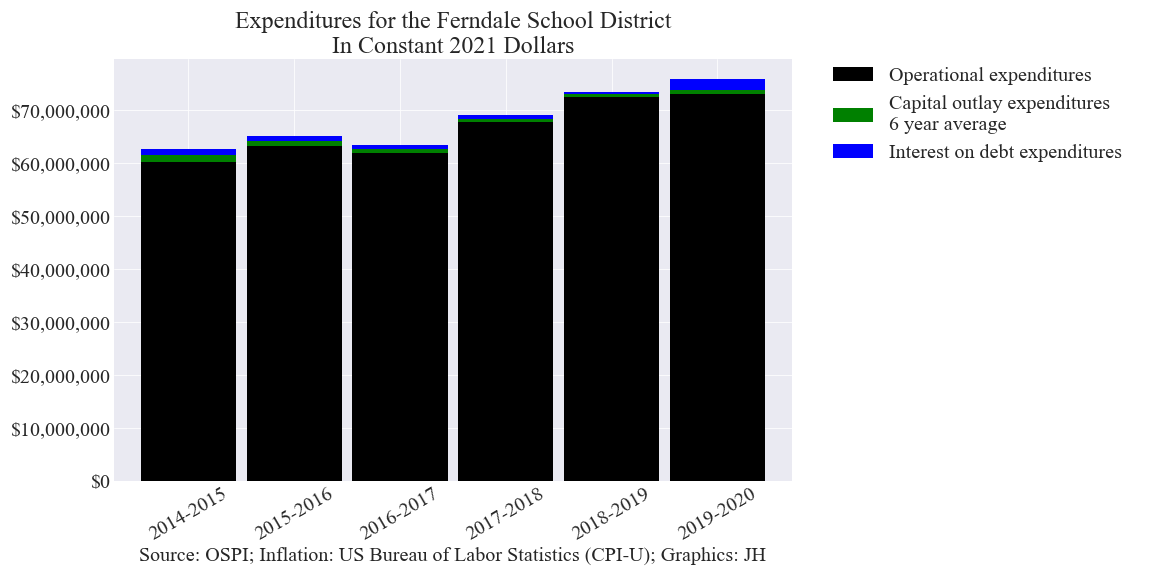 Expenditures for the Ferndale School District
In Constant 2021 Dollars
$70,000,000
$60,000,000
$50,000,000
$40,000,000
$30,000,000
$20,000,000
$10,000,000
$0
2014-2015
2015-2016
2016-2017
2017-2018
2018-2019
2019-2020
Source: OSPI; Inflation: US Bureau of Labor Statistics (CPI-U); Graphics: JH
Operational expenditures
Capital outlay expenditures
6 year average
Interest on debt expenditures